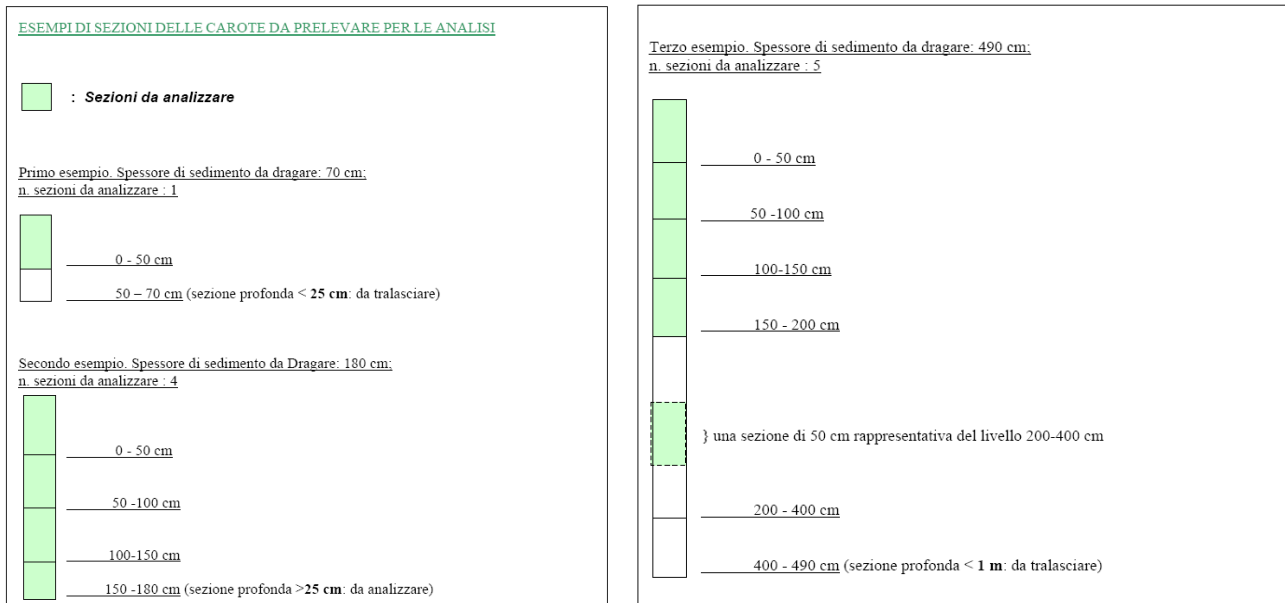 ESEMPI DI SEZIONI DELLE CAROTE DA PRELEVARE PER LE ANALISI
: Sezioni da analizzare
Primo esempio. Spessore di sedimento da dragare: 70 cm;
n. sezioni da analizzare : 1
0 - 50 cm
50 – 70 cm (sezione profonda < 25 cm: da tralasciare)
Secondo esempio. Spessore di sedimento da Dragare: 180 cm;
n. sezioni da analizzare : 4
0 - 50 cm
50 -100 cm
100-150 cm
150 -180 cm (sezione profonda >25 cm: da analizzare)
Terzo esempio. Spessore di sedimento da dragare: 490 cm;
n. sezioni da analizzare : 5
0 - 50 cm
50 -100 cm
100-150 cm
150 - 200 cm
} una sezione di 50 cm rappresentativa del livello 200-400 cm
200 - 400 cm
400 - 490 cm (sezione profonda < 1 m: da tralasciare)